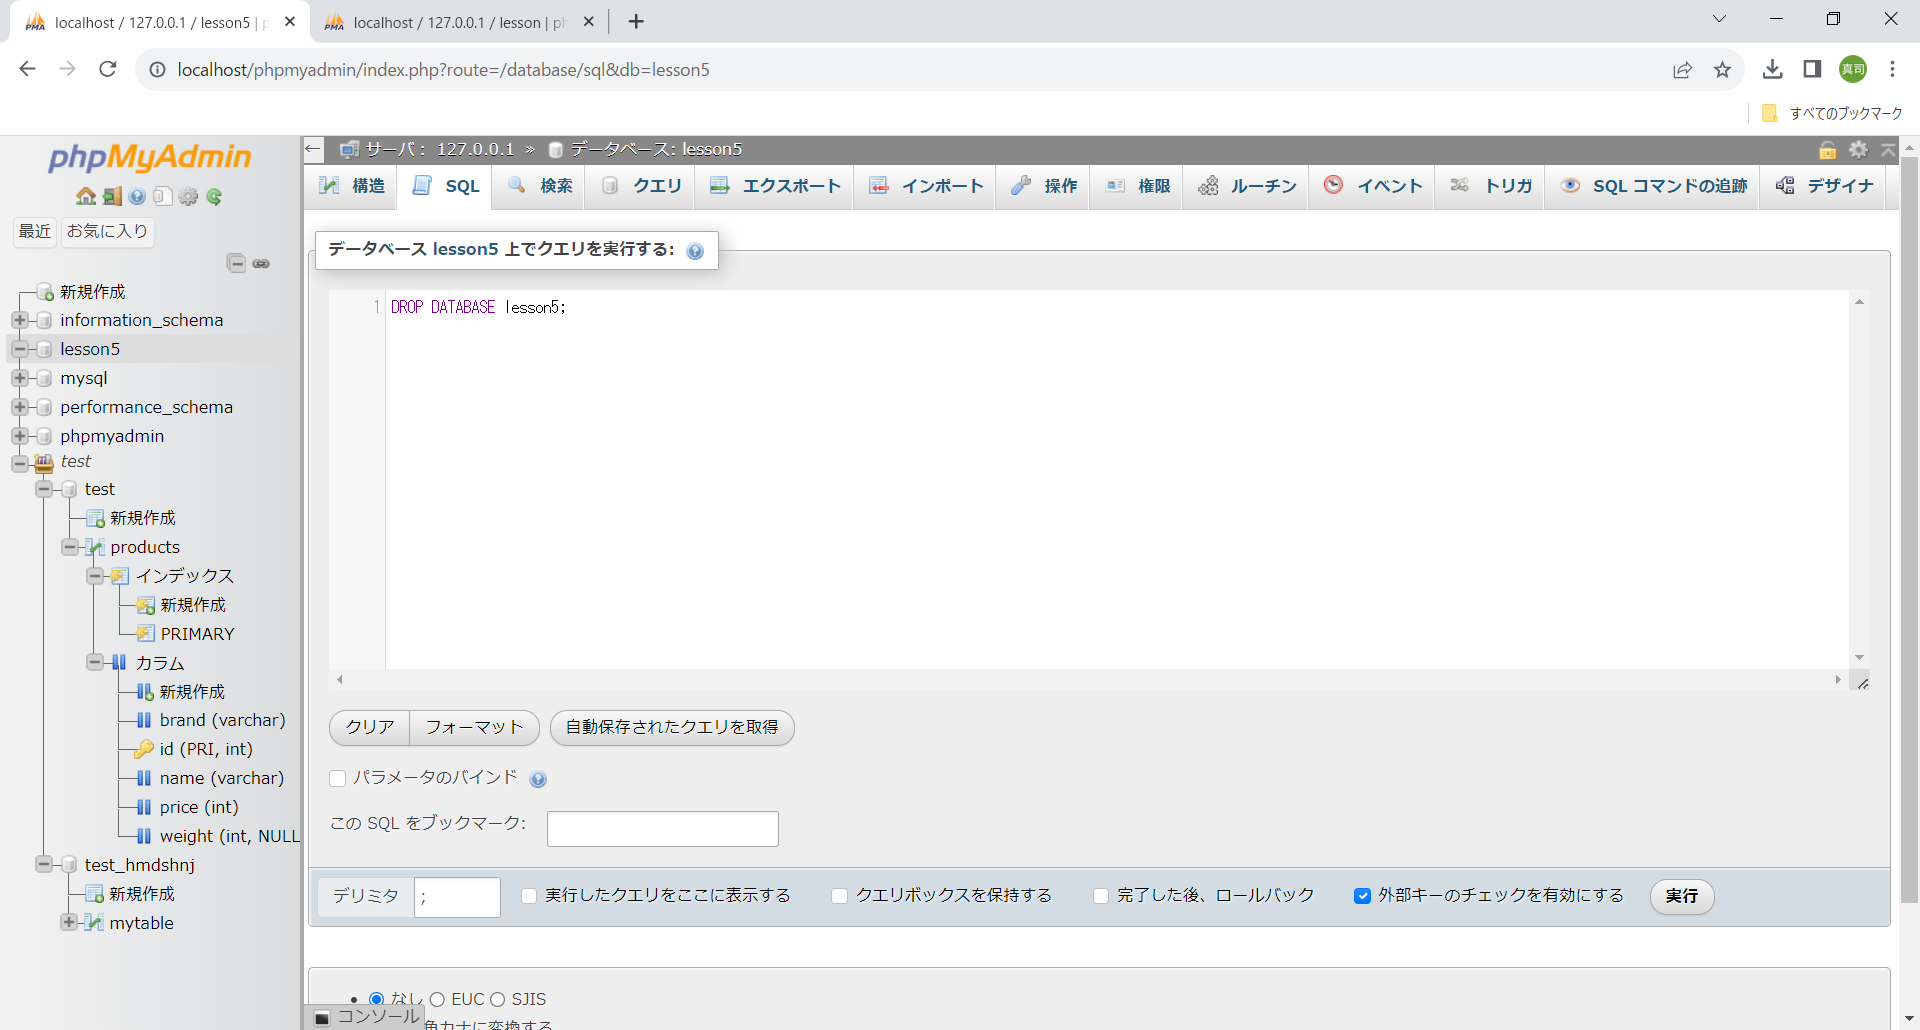 localhost / 127.0.0.1 / lesson5 | p
localhost / 127.0.0.1 / lesson | ph
localhost/phpmyadmin/index.php?route=/database/sql&db=lesson5
真司
すべてのブックマーク
phpMyAdmin
最近 お気に入り
新規作成
information_schema
lesson5
mysql
performance_schema
phpmyadmin
test
test
新規作成
products
インデックス
新規作成
PRIMARY
カラム
新規作成
brand (varchar)
id (PRI, int)
name (varchar)
price (int)
weight (int, NULL
test_hmdshnj
新規作成
mytable
サーバ: 127.0.0.1 » データベース: lesson5
構造 SQL 検索 クエリ エクスポート インポート 操作 権限 ルーチン イベント トリガ SQL コマンドの追跡 デザイナ
データベース lesson5 上でクエリを実行する:
1 DROP DATABASE lesson5;
クリア フォーマット 自動保存されたクエリを取得
パラメータのバインド
この SQL をブックマーク:
デリミタ ; 実行したクエリをここに表示する クエリボックスを保持する 完了した後、ロールバック 外部キーのチェックを有効にする 実行
なし EUC SJIS
コンソール
角カナに変換する